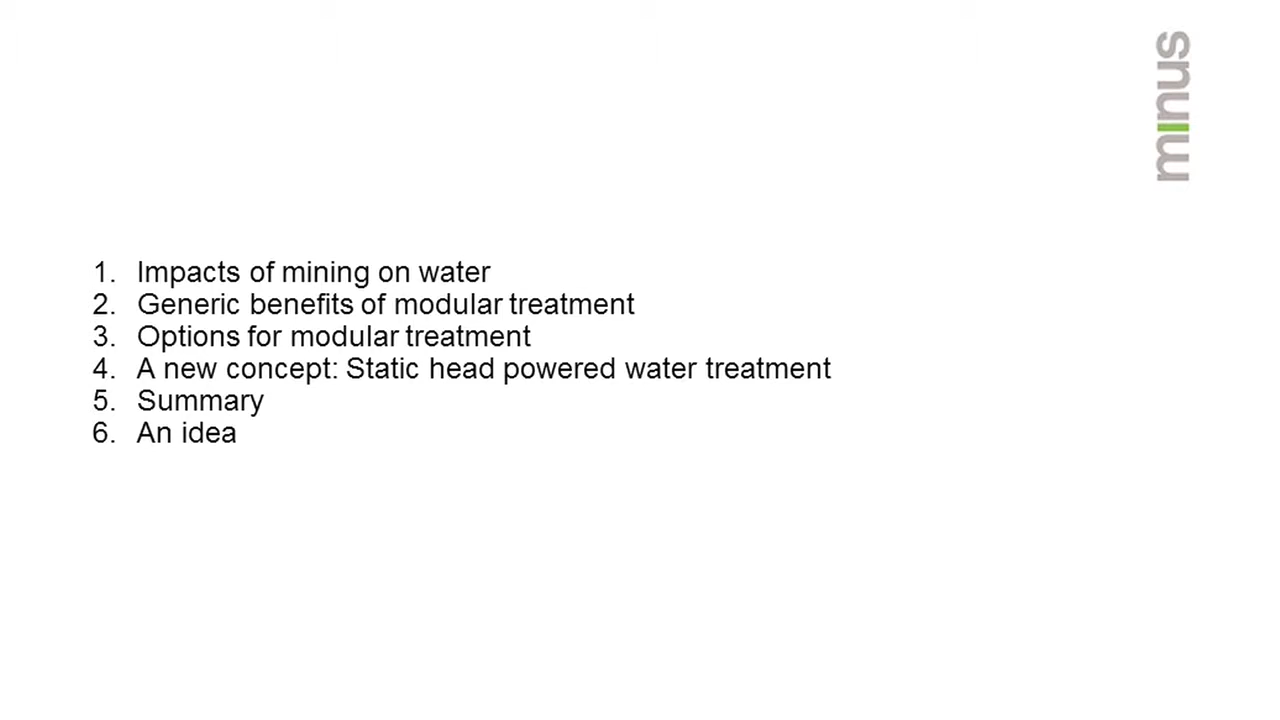 minus
1. Impacts of mining on water
2. Generic benefits of modular treatment
3. Options for modular treatment
4. A new concept: Static head powered water treatment
5. Summary
6. An idea